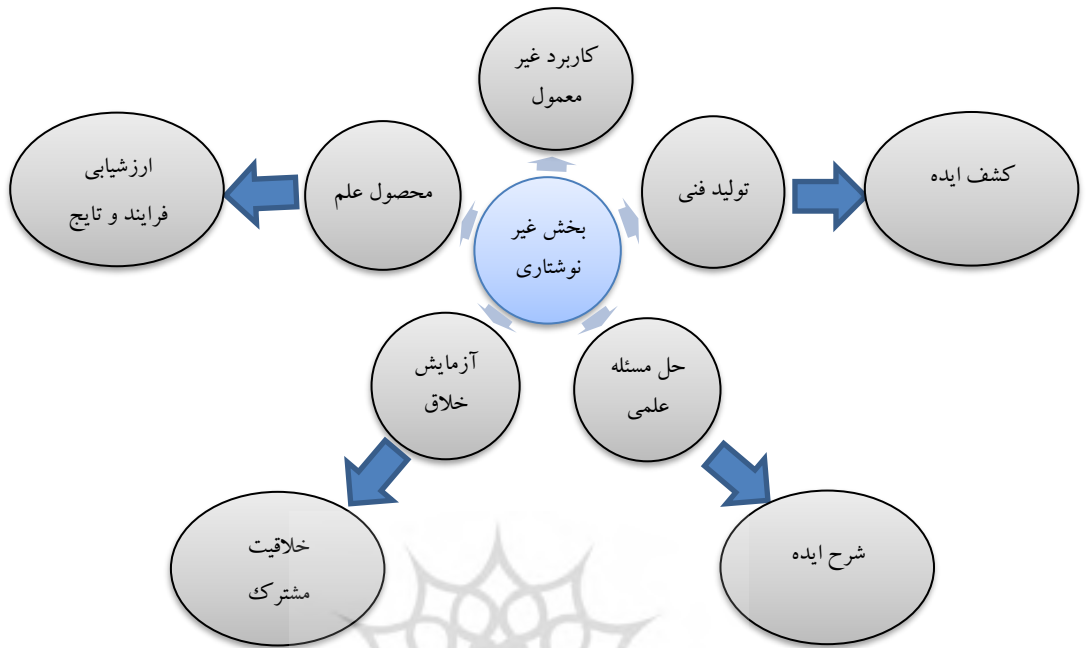 کاربرد غیر
معمول
تولید فنی
کشف ایده
محصول علم
ارزشیابی
فرایند و تایج
بخش غیر
نوشتاری
آزمایش
خلاق
حل مسئله
علمی
خلاقیت
مشترک
شرح ایده